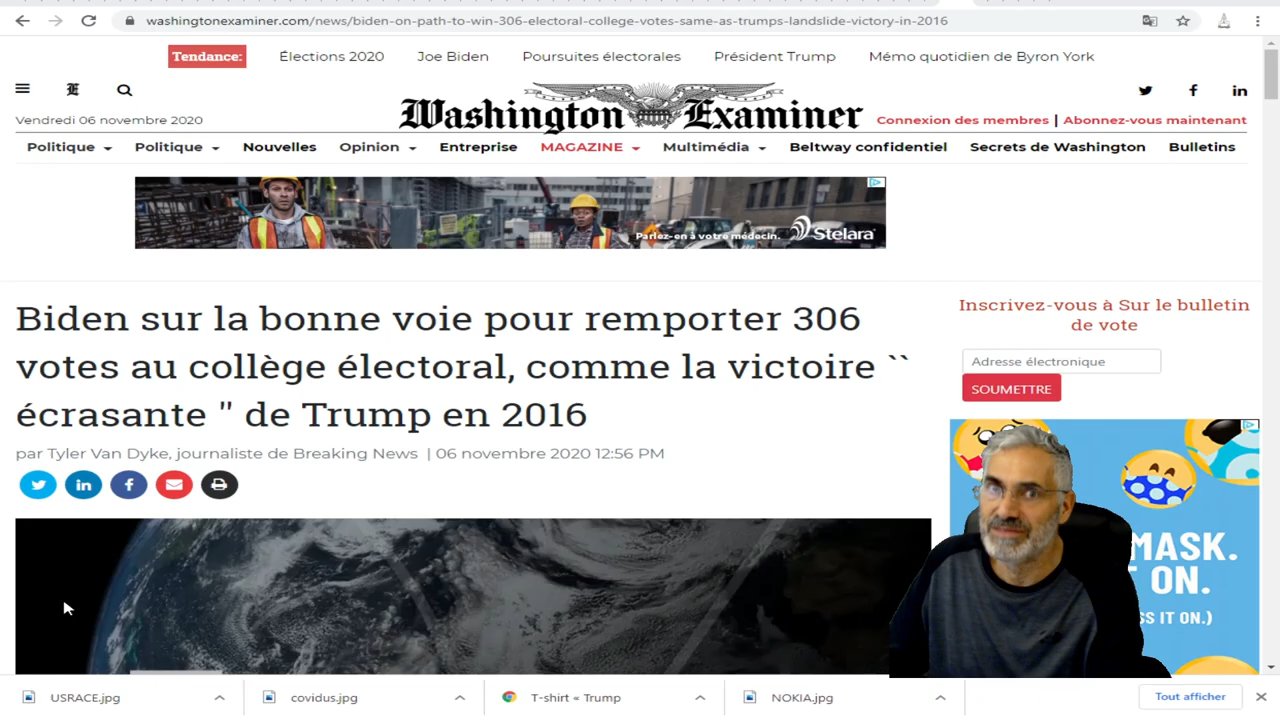 washingtonexaminer.com/news/biden-on-path-to-win-306-electoral-college-votes-same-as-trumps-landslide-victory-in-2016
Tendance: Élections 2020 Joe Biden Poursuites électorales Président Trump Mémo quotidien de Byron York
Washington Examiner
Vendredi 06 novembre 2020
Connexion des membres | Abonnez-vous maintenant
Politique Politique Nouvelles Opinion Entreprise MAGAZINE Multimédia Beltway confidentiel Secrets de Washington Bulletins
Parlez-en à votre médecin. Stelara
Biden sur la bonne voie pour remporter 306
votes au collège électoral, comme la victoire ``
écrasante '' de Trump en 2016
par Tyler Van Dyke, journaliste de Breaking News | 06 novembre 2020 12:56 PM
Inscrivez-vous à Sur le bulletin
de vote
Adresse électronique
SOUMETTRE
MASK.
ON.
SS IT ON.)
USRACE.jpg covidus.jpg T-shirt « Trump NOKIA.jpg Tout afficher